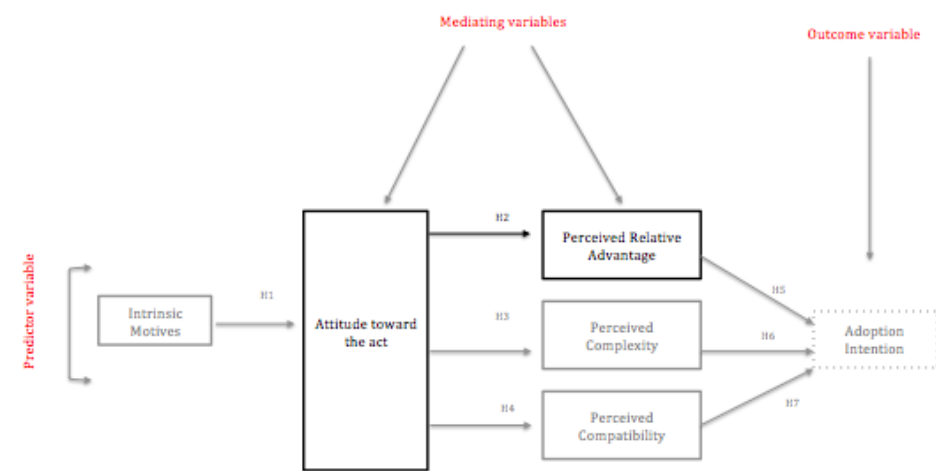 Mediating variables
Outcome variable
Predictor variable
Intrinsic
Motives
H1
Attitude toward
the act
H2
Perceived Relative
Advantage
H3
Perceived
Complexity
H4
Perceived
Compatibility
H5
H6
H7
Adoption
Intention